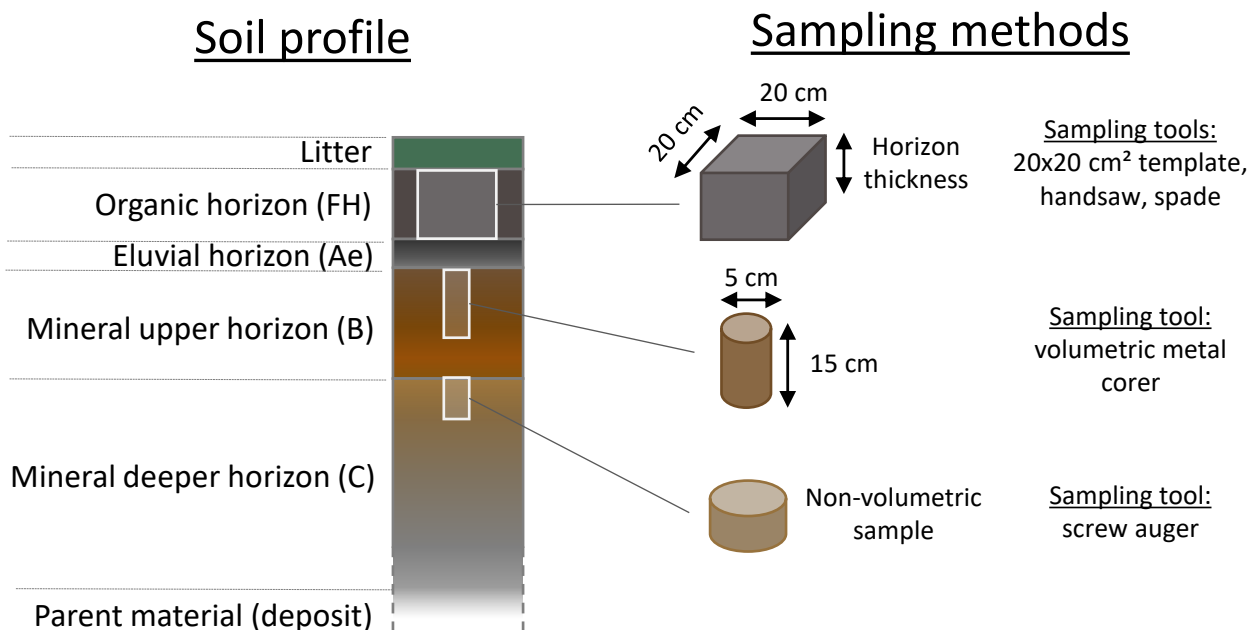 Soil profile
Sampling methods
Litter
Organic horizon (FH)
Eluvial horizon (Ae)
Mineral upper horizon (B)
Mineral deeper horizon (C)
Parent material (deposit)
20 cm
20 cm
Horizon
thickness
Sampling tools:
20x20 cm² template,
handsaw, spade
5 cm
15 cm
Sampling tool:
volumetric metal
corer
Non-volumetric
sample
Sampling tool:
screw auger